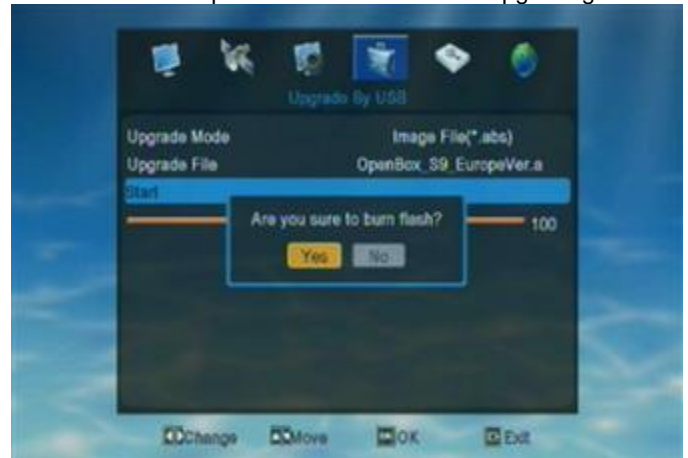 Upgrade By USB
Upgrade Mode Image File(*.abs)
Upgrade File OpenBox_S9_EuropeVer.a
Start
Are you sure to burn flash?
100
Yes No
Change Move OK Exit